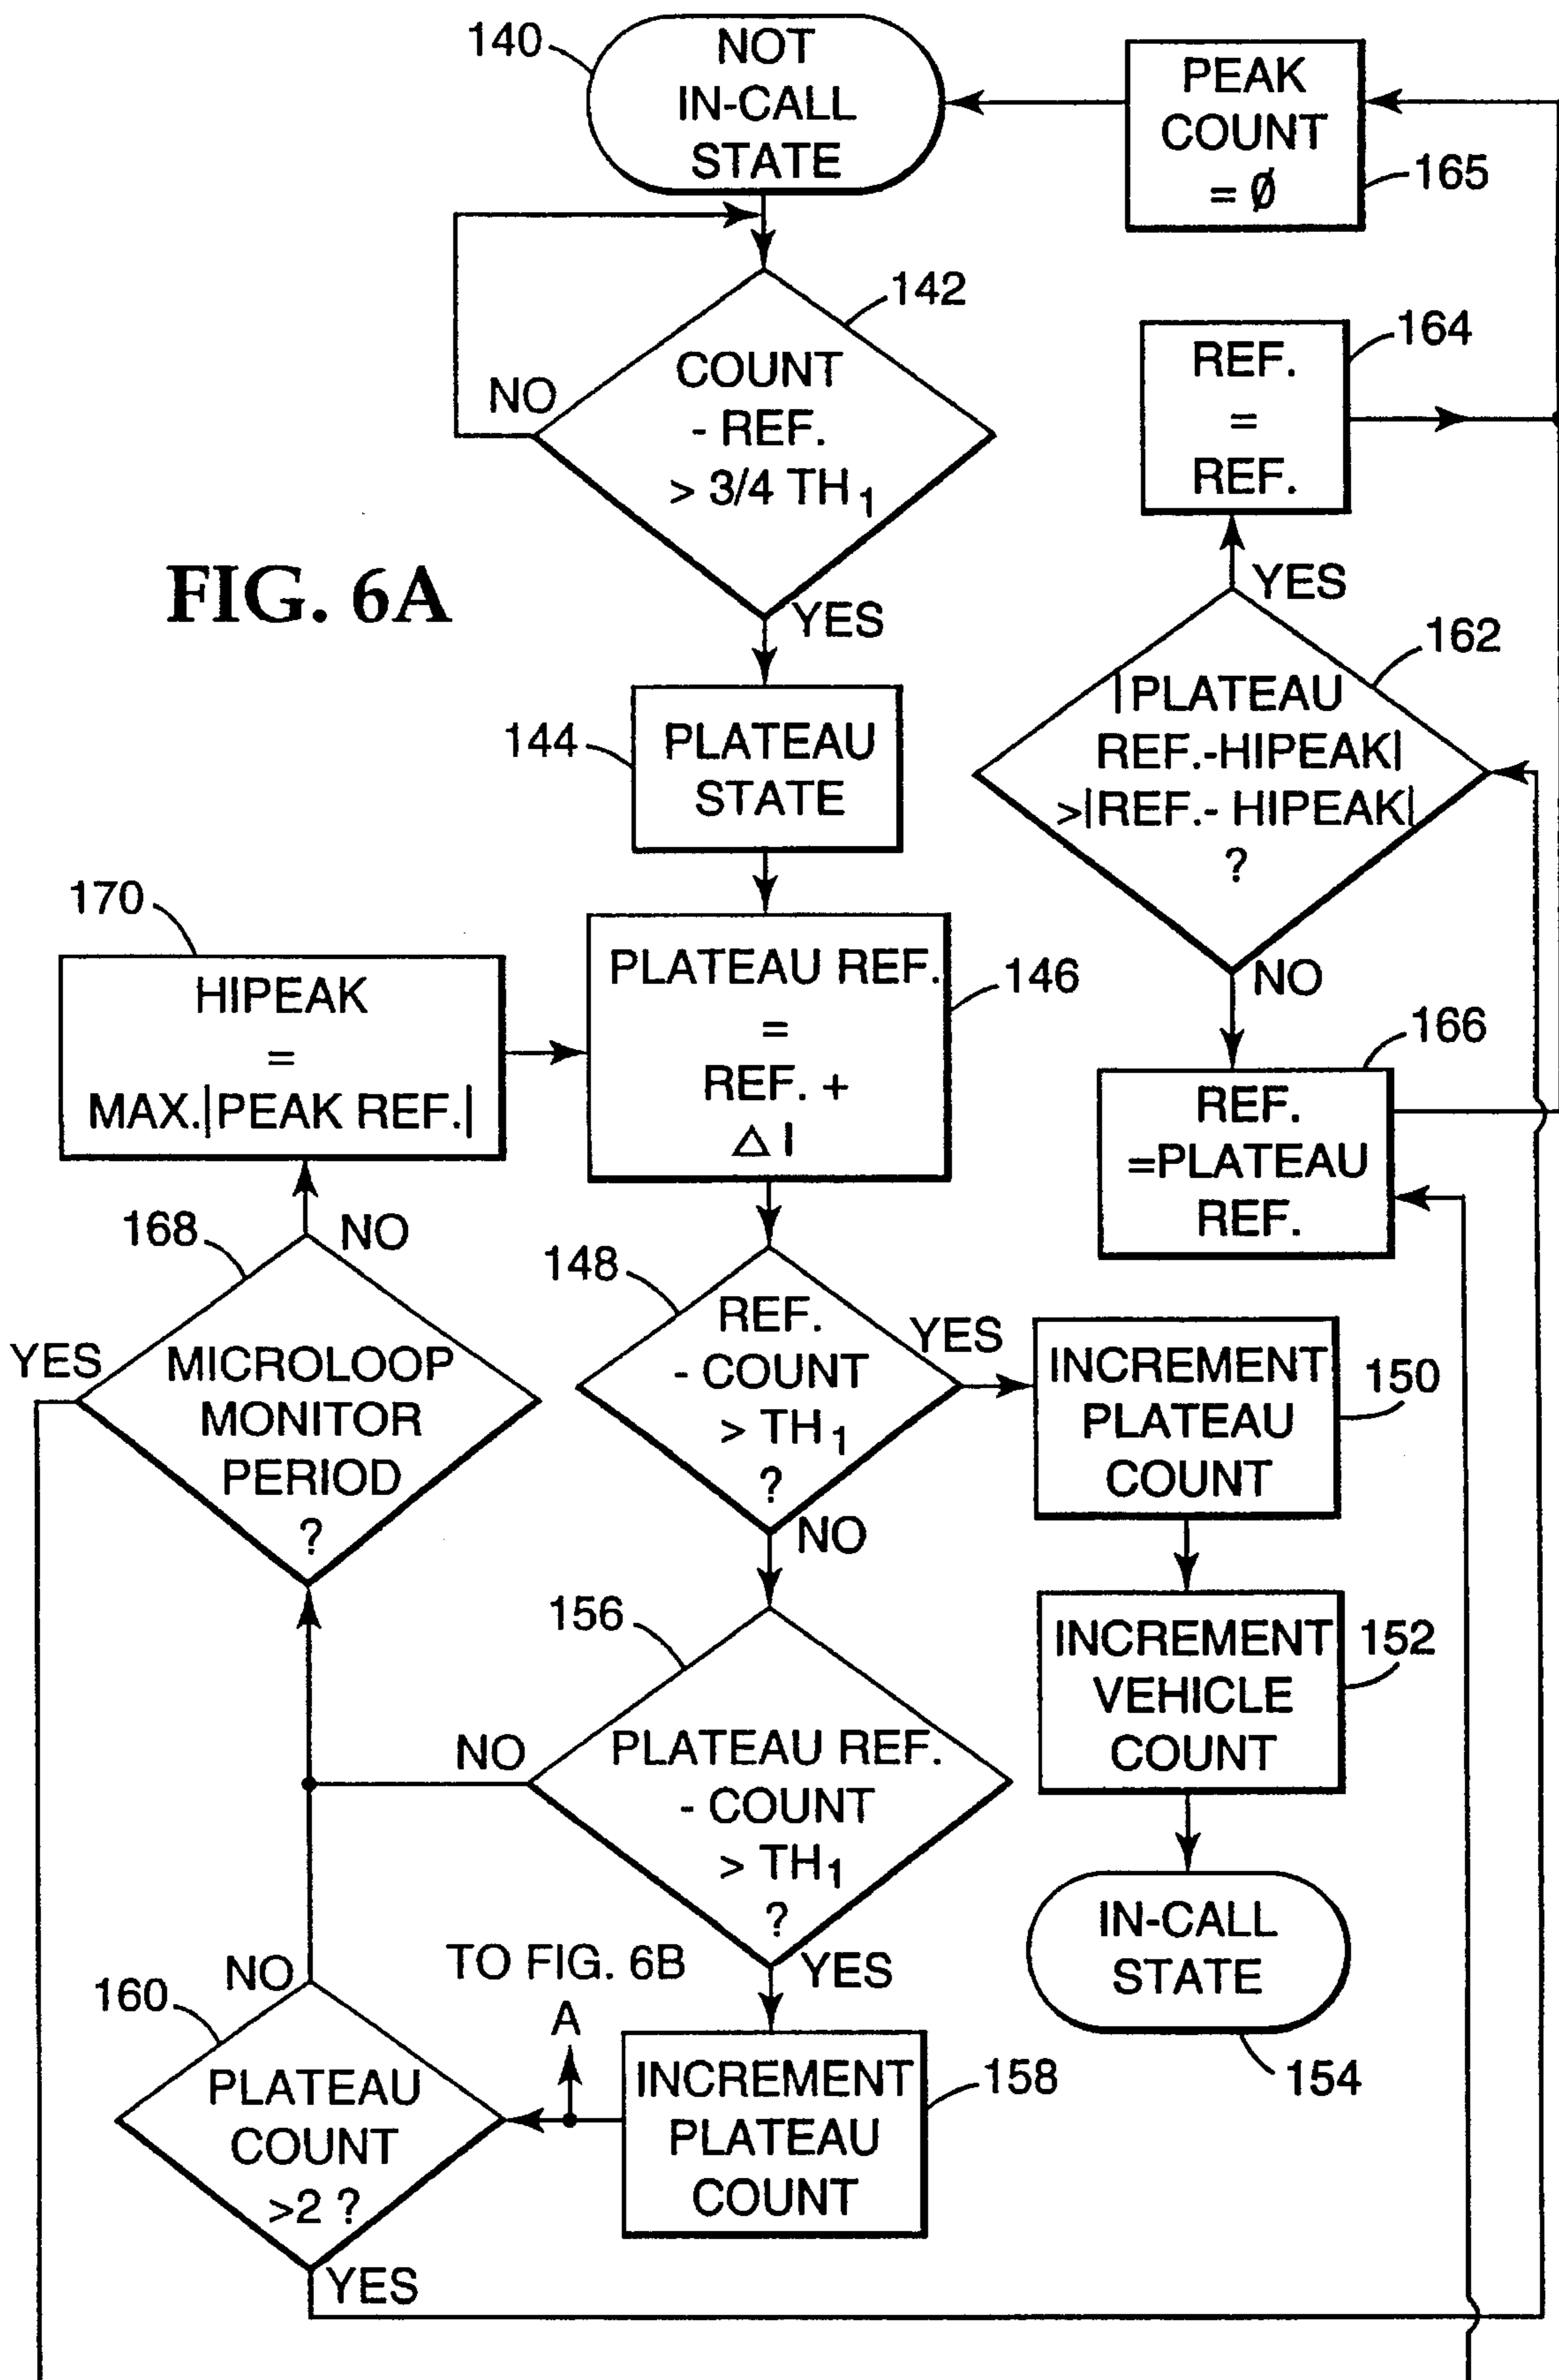 140
NOT
IN-CALL
STATE
PEAK
COUNT
= Ø
165
142
COUNT
- REF.
> 3/4 TH1
NO
YES
164
REF.
=
REF.
FIG. 6A
YES
162
|PLATEAU
REF.-HIPEAK|
>|REF.- HIPEAK|
?
NO
144
PLATEAU
STATE
170
HIPEAK
=
MAX.|PEAK REF.|
PLATEAU REF.
=
REF. +
△ I
146
166
REF.
=PLATEAU
REF.
168
NO
YES
MICROLOOP
MONITOR
PERIOD
?
148
REF.
- COUNT
> TH1
?
YES
NO
INCREMENT
PLATEAU
COUNT
150
156
NO
PLATEAU REF.
- COUNT
> TH1
?
YES
INCREMENT
VEHICLE
COUNT
152
IN-CALL
STATE
154
TO FIG. 6B
A
160
NO
PLATEAU
COUNT
>2 ?
YES
INCREMENT
PLATEAU
COUNT
158